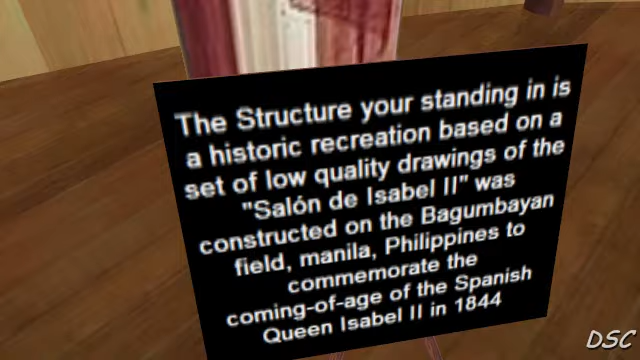 The Structure your standing in is
a historic recreation based on a
set of low quality drawings of the
"Salón de Isabel II" was
constructed on the Bagumbayan
field, manila, Philippines to
commemorate the
coming-of-age of the Spanish
Queen Isabel II in 1844
DSC